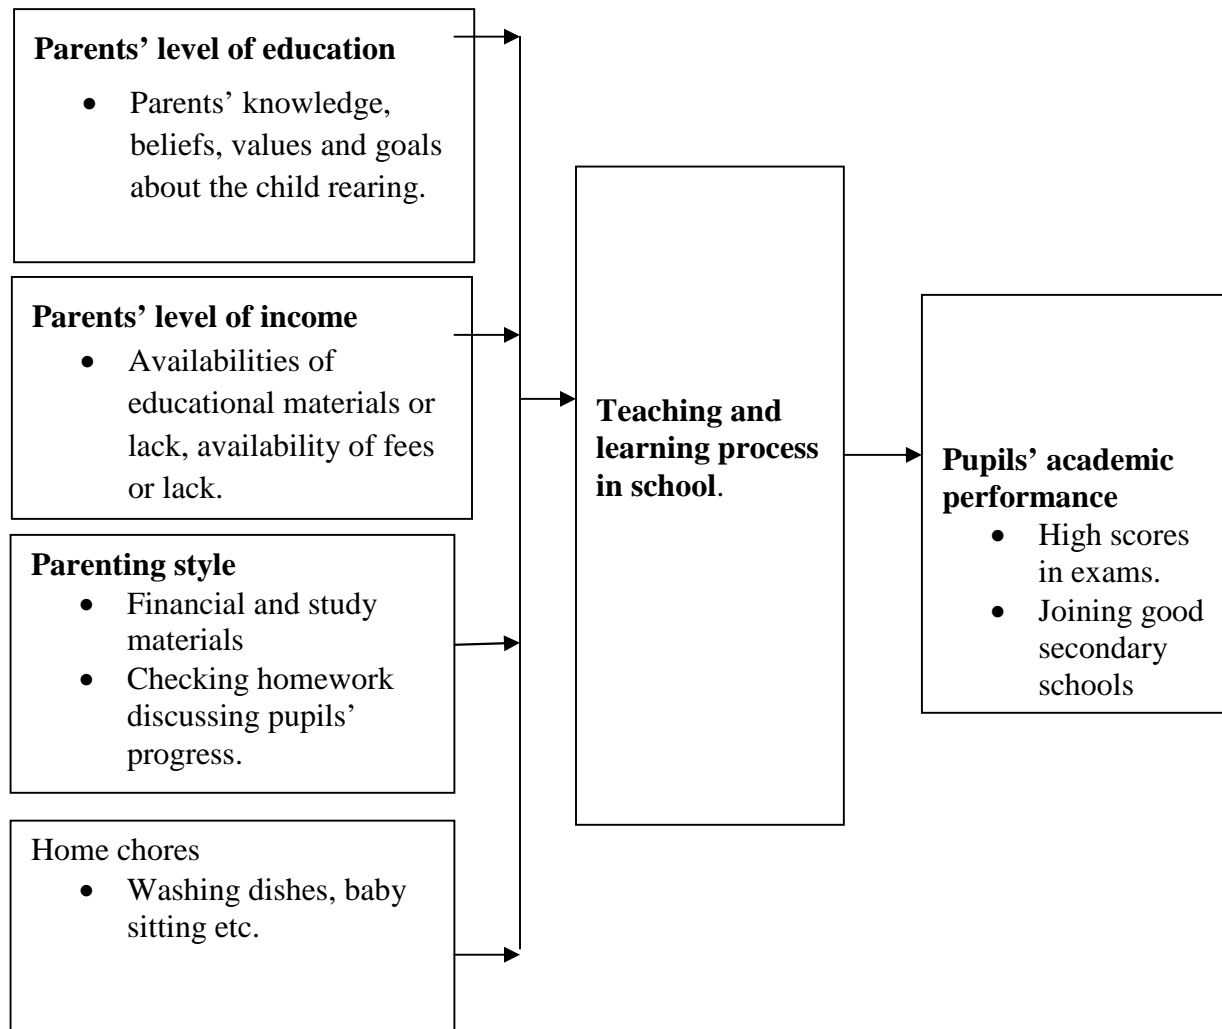 Parents’ level of education
• Parents’ knowledge,
beliefs, values and goals
about the child rearing.
Parents’ level of income
• Availabilities of
educational materials or
lack, availability of fees
or lack.
Parenting style
• Financial and study
materials
• Checking homework
discussing pupils’
progress.
Home chores
• Washing dishes, baby
sitting etc.
Teaching and
learning process
in school.
Pupils’ academic
performance
• High scores
in exams.
• Joining good
secondary
schools